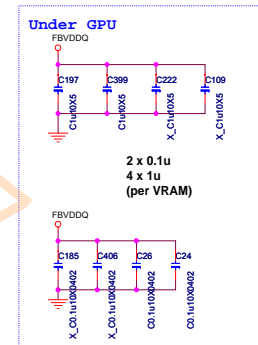 Under GPU
FBVDDQ
C197
C399
C222
C109
C1u10X5
C1u10X5
X_C1u10X5
X_C1u10X5
2 x 0.1u
4 x 1u
(per VRAM)
FBVDDQ
C185
C406
C26
C24
X_C0.1u10X0402
X_C0.1u10X0402
C0.1u10X0402
C0.1u10X0402